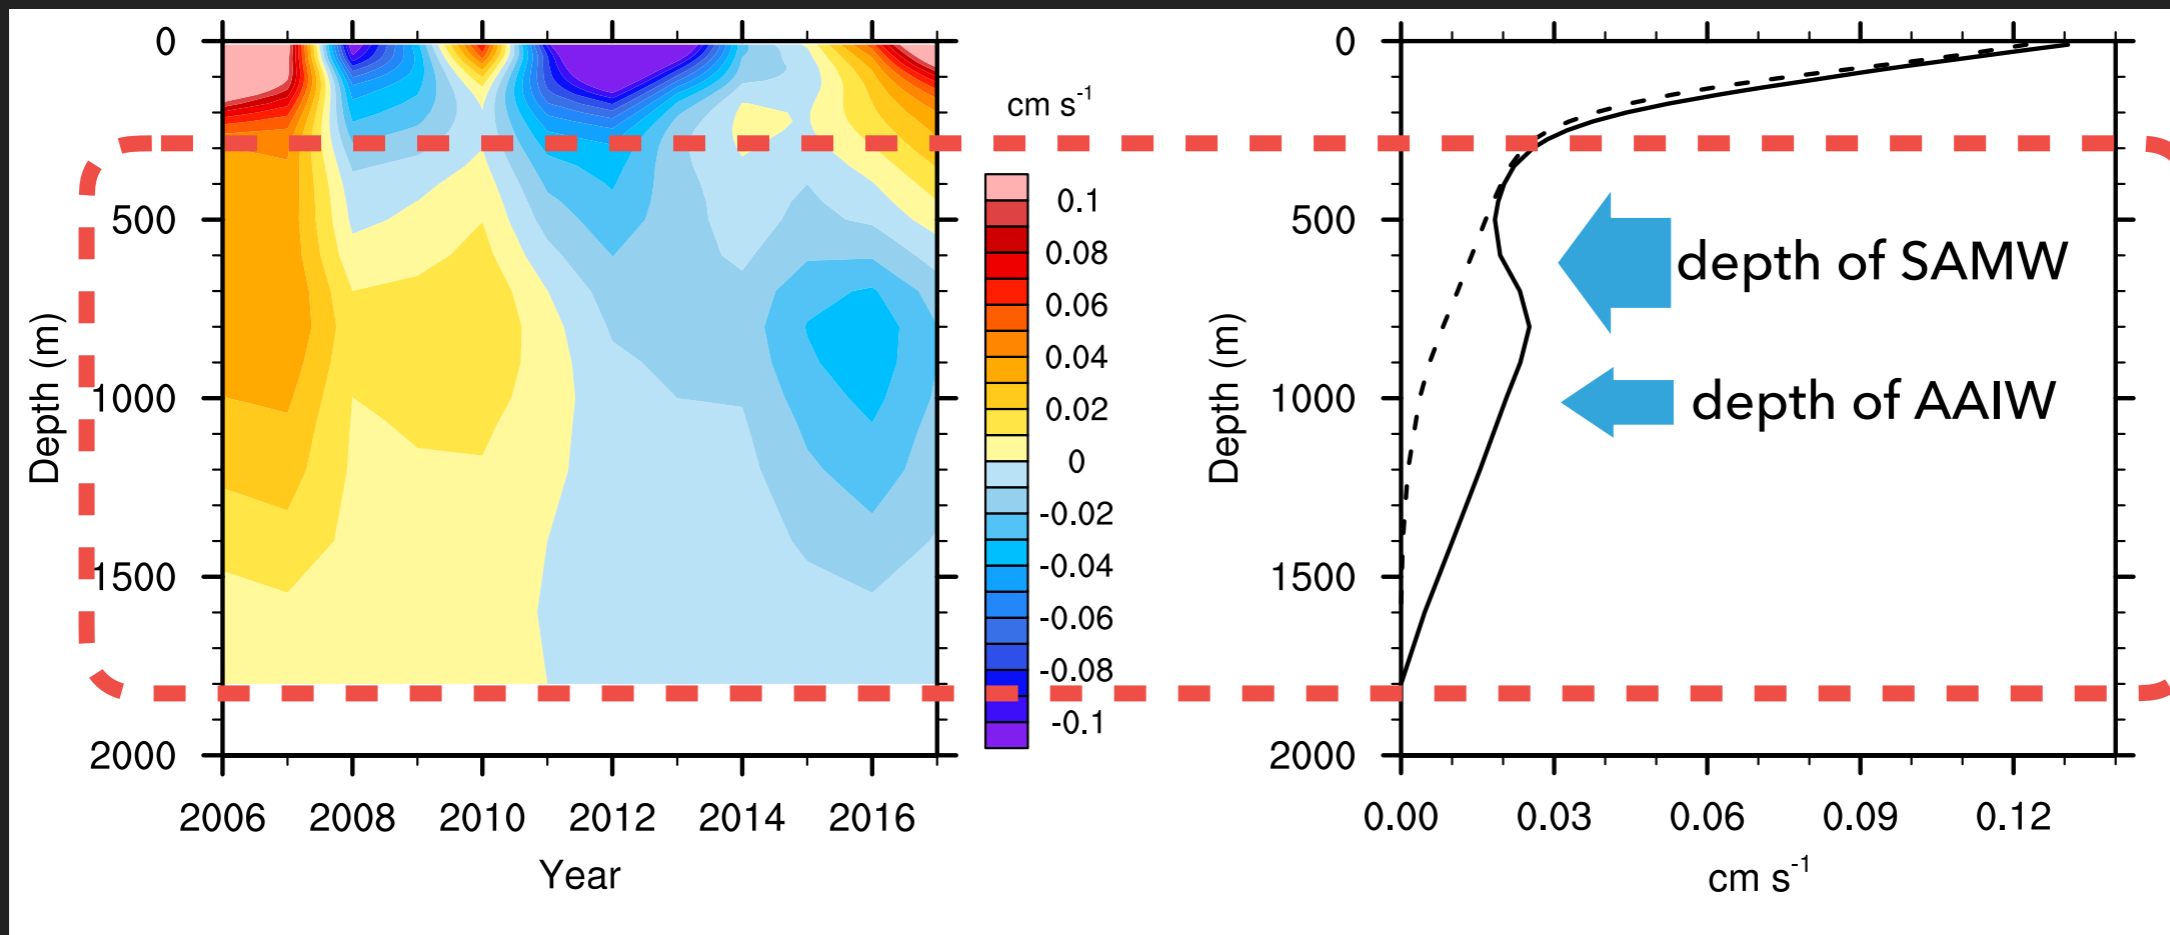 0
500
1000
1500
2000
Depth (m)
2006 2008 2010 2012 2014 2016
Year
cm s-1
0.1
0.08
0.06
0.04
0.02
0
-0.02
-0.04
-0.06
-0.08
-0.1
0
500
1000
1500
2000
Depth (m)
depth of SAMW
depth of AAIW
0.00 0.03 0.06 0.09 0.12
cm s-1